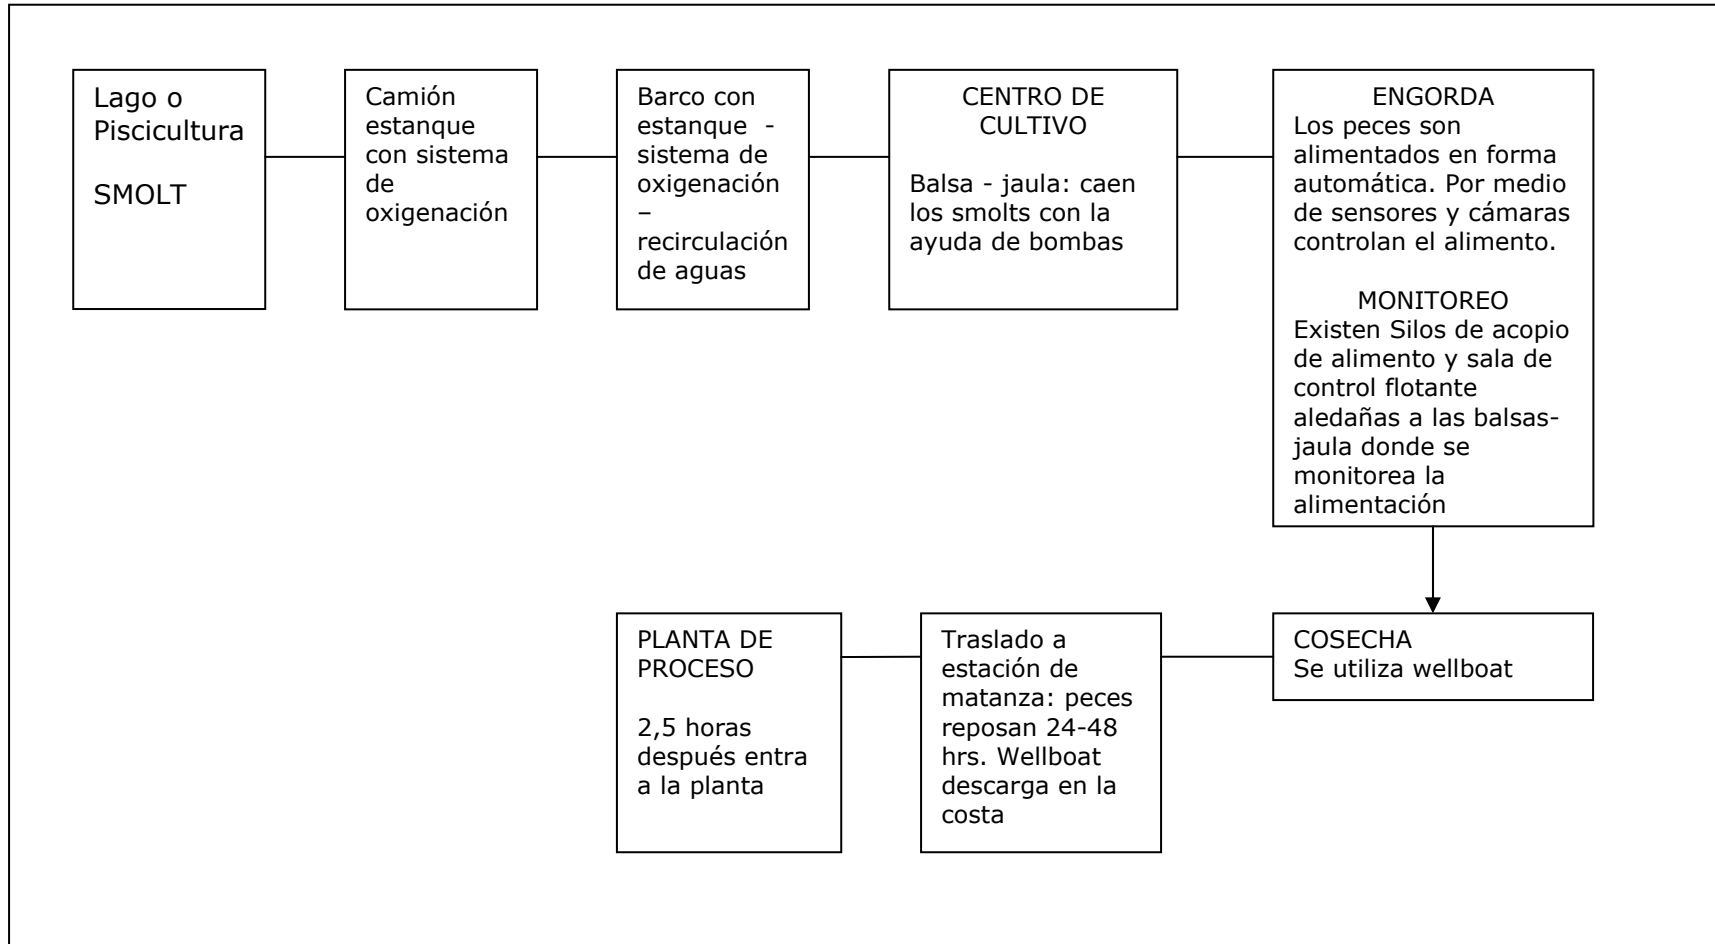 Lago o
Piscicultura
SMOLT
Camión
estanque
con sistema
de
oxigenación
Barco con
estanque -
sistema de
oxigenación
–
recirculación
de aguas
CENTRO DE
CULTIVO
Balsa - jaula: caen
los smolts con la
ayuda de bombas
ENGORDA
Los peces son
alimentados en forma
automática. Por medio
de sensores y cámaras
controlan el alimento.
MONITOREO
Existen Silos de acopio
de alimento y sala de
control flotante
aledañas a las balsas-
jaula donde se
monitorea la
alimentación
COSECHA
Se utiliza wellboat
Traslado a
estación de
matanza: peces
reposan 24-48
hrs. Wellboat
descarga en la
costa
PLANTA DE
PROCESO
2,5 horas
después entra
a la planta